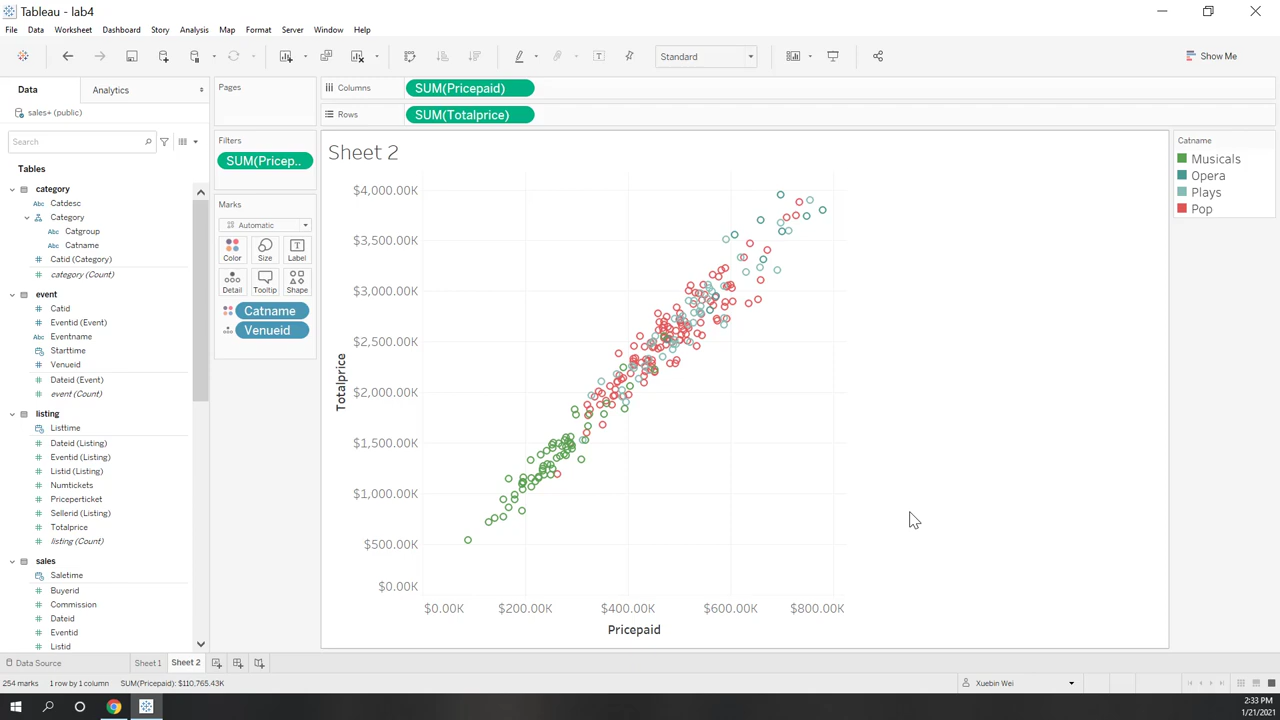 Tableau - lab4
File Data Worksheet Dashboard Story Analysis Map Format Server Window Help
Standard
Show Me
Data
Analytics
sales+ (public)
Search
Tables
category
Abc Catdesc
Category
Abc Catgroup
Abc Catname
# Catid (Category)
category (Count)
event
# Catid
# Eventid (Event)
Abc Eventname
Starttime
Abc Venueid
# Dateid (Event)
# event (Count)
listing
Listtime
# Dateid (Listing)
# Eventid (Listing)
# Listid (Listing)
# Numtickets
# Priceperticket
# Sellerid (Listing)
# Totalprice
# listing (Count)
sales
Saletime
# Buyerid
# Commission
# Dateid
# Eventid
# Listid
Pages
Filters
SUM(Pricep..
Marks
Automatic
Color
Size
Label
Detail
Tooltip
Shape
Catname
Venueid
Columns
SUM(Pricepaid)
Rows
SUM(Totalprice)
Sheet 2
$4,000.00K
$3,500.00K
$3,000.00K
$2,500.00K
$2,000.00K
$1,500.00K
$1,000.00K
$500.00K
$0.00K
Totalprice
$0.00K $200.00K $400.00K $600.00K $800.00K
Pricepaid
Catname
Musicals
Opera
Plays
Pop
Data Source
Sheet 1
Sheet 2
254 marks 1 row by 1 column SUM(Pricepaid): $110,765.43K
Xuebin Wei
2:33 PM
1/21/2021